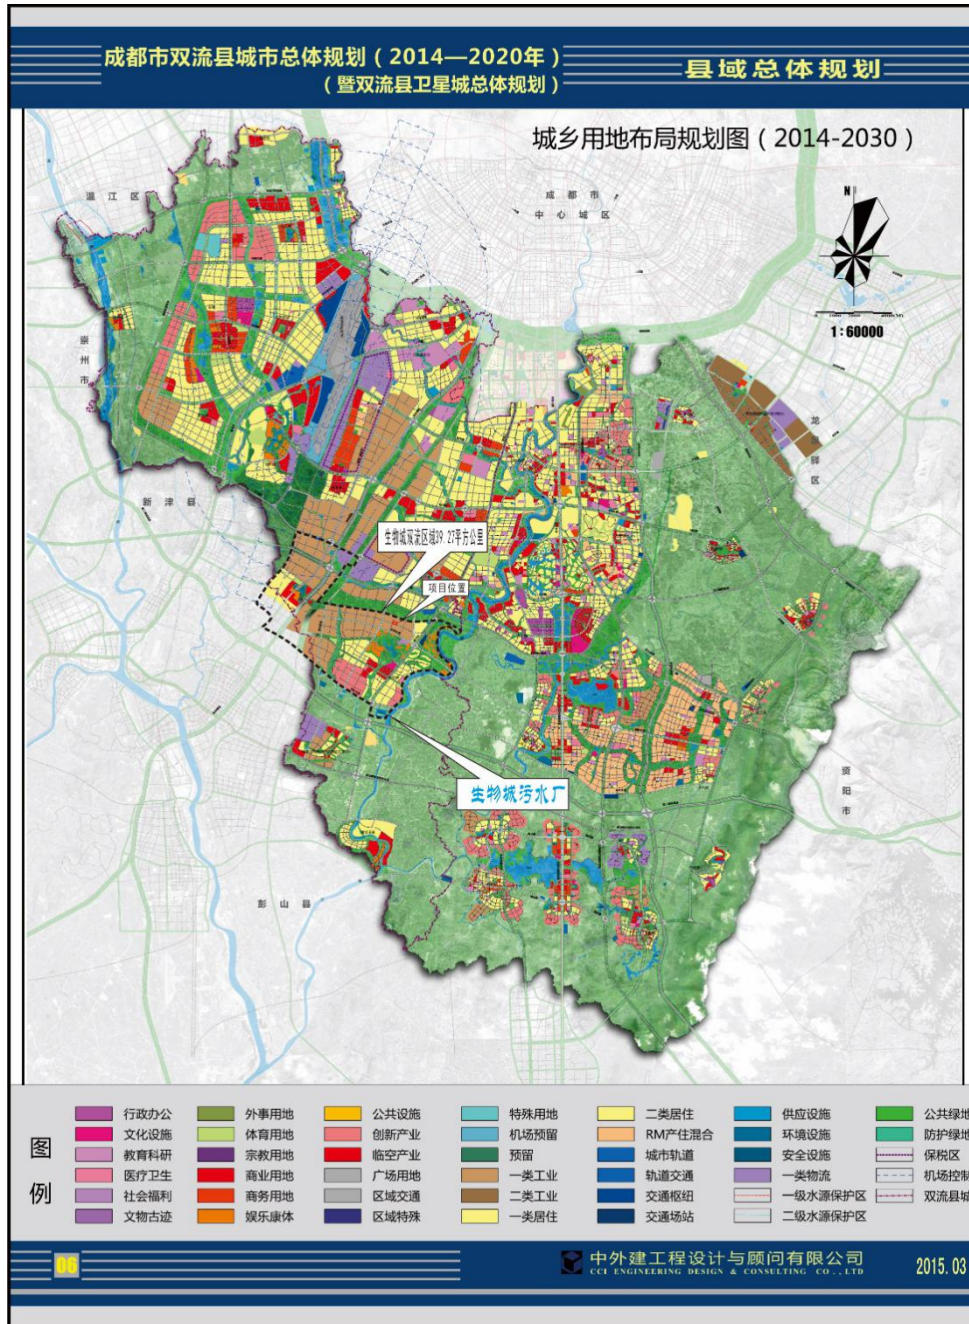 成都市双流县城市总体规划（2014—2020年）
（暨双流县卫星城总体规划）
县域总体规划
城乡用地布局规划图（2014-2030）
温江区
成都市
中心城区
N
1:60000
崇州市
龙泉驿区
新津县
生物城双流区域39.27平方公里
项目位置
生物城污水厂
资阳市
彭山县
图例
行政办公
外事用地
公共设施
特殊用地
二类居住
供应设施
公共绿地
文化设施
体育用地
创新产业
机场预留
RM产住混合
环境设施
防护绿地
教育科研
宗教用地
临空产业
预留
城市轨道
安全设施
保税区
医疗卫生
商业用地
广场用地
一类工业
轨道交通
一类物流
机场控制
社会福利
商务用地
区域交通
二类工业
交通枢纽
一级水源保护区
双流县城
文物古迹
娱乐康体
区域特殊
一类居住
交通场站
二级水源保护区
06
中外建工程设计与顾问有限公司
CCI ENGINEERING DESIGN & CONSULTING CO.,LTD
2015.03